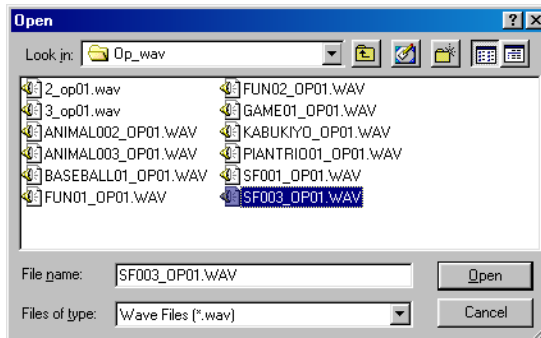 Open
Look in: Op_wav
2_op01.wav
3_op01.wav
ANIMAL002_OP01.WAV
ANIMAL003_OP01.WAV
BASEBALL01_OP01.WAV
FUN01_OP01.WAV
FUN02_OP01.WAV
GAME01_OP01.WAV
KABUKIYO_OP01.WAV
PIANTRIO01_OP01.WAV
SF001_OP01.WAV
SF003_OP01.WAV
File name: SF003_OP01.WAV
Open
Files of type: Wave Files (*.wav)
Cancel